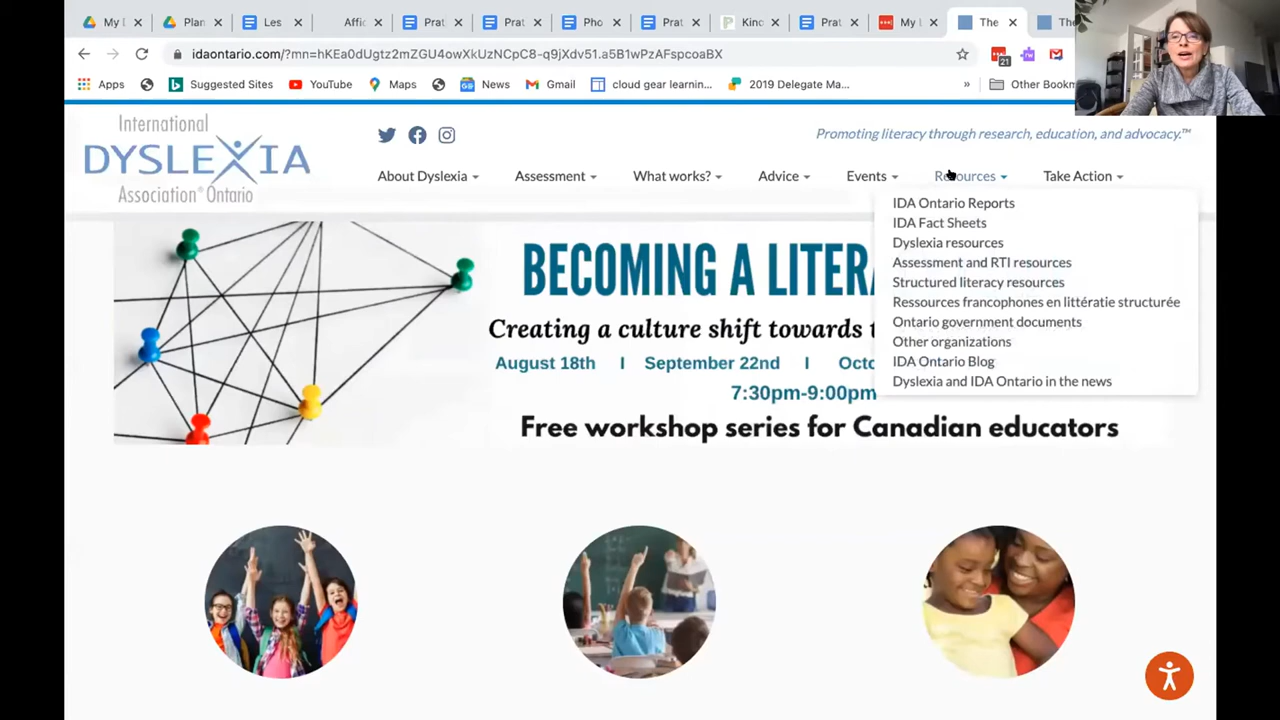 My L
Plan
Les
Affic
Prat
Prat
Pho
Prat
Kinc
Prat
My L
The
The
idaontario.com/?mn=hKEa0dUgtz2mZGU4owXkUzNCpC8-q9jXdv51.a5B1wPzAFspcoaBX
21
Apps
Suggested Sites
YouTube
Maps
News
Gmail
cloud gear learnin...
2019 Delegate Ma...
»
Other Bookm
International
DYSLEXIA
Association® Ontario
Promoting literacy through research, education, and advocacy.™
About Dyslexia
Assessment
What works?
Advice
Events
Resources
Take Action
IDA Ontario Reports
IDA Fact Sheets
Dyslexia resources
Assessment and RTI resources
Structured literacy resources
Ressources francophones en littératie structurée
Ontario government documents
Other organizations
IDA Ontario Blog
Dyslexia and IDA Ontario in the news
BECOMING A LITERA
Creating a culture shift towards t
August 18th I September 22nd I Octo
7:30pm-9:00pm
Free workshop series for Canadian educators